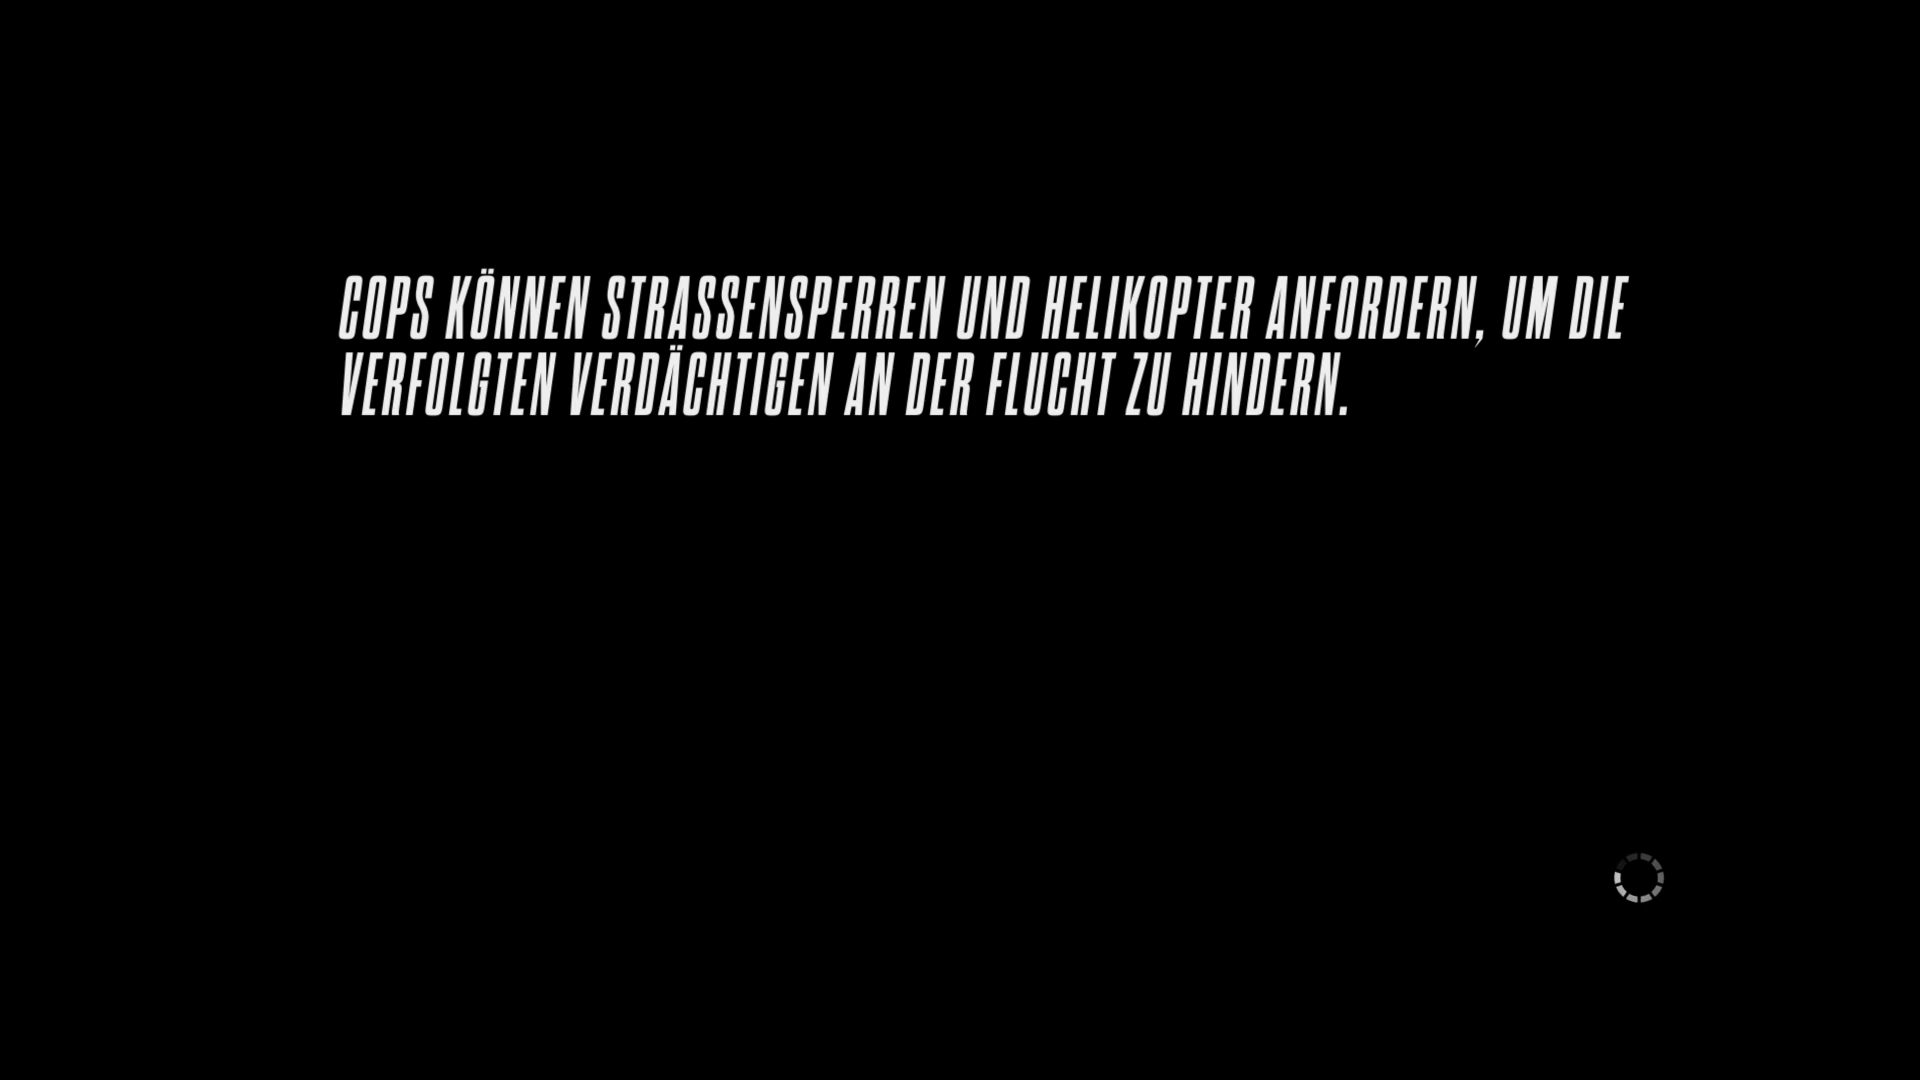 COPS KÖNNEN STRASSENSPERREN UND HELIKOPTER ANFORDERN, UM DIE
VERFOLGTEN VERDÄCHTIGEN AN DER FLUCHT ZU HINDERN.